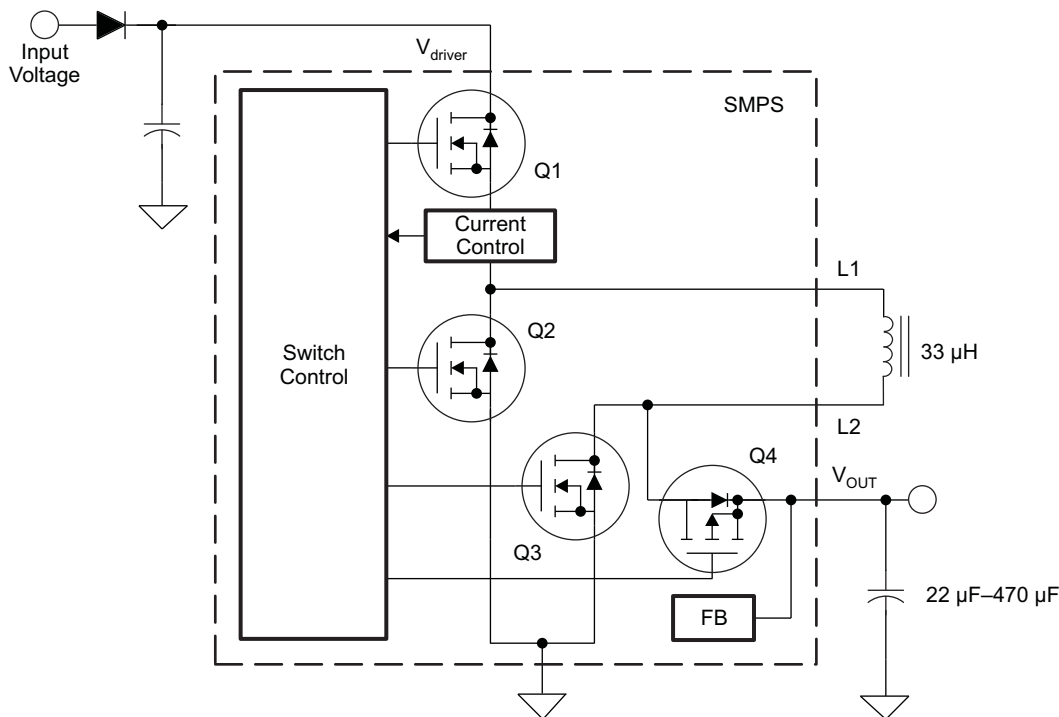 Input
Voltage
V_driver
SMPS
Q1
Current
Control
L1
Q2
Switch
Control
33 µH
L2
Q4
V_OUT
Q3
FB
22 µF–470 µF